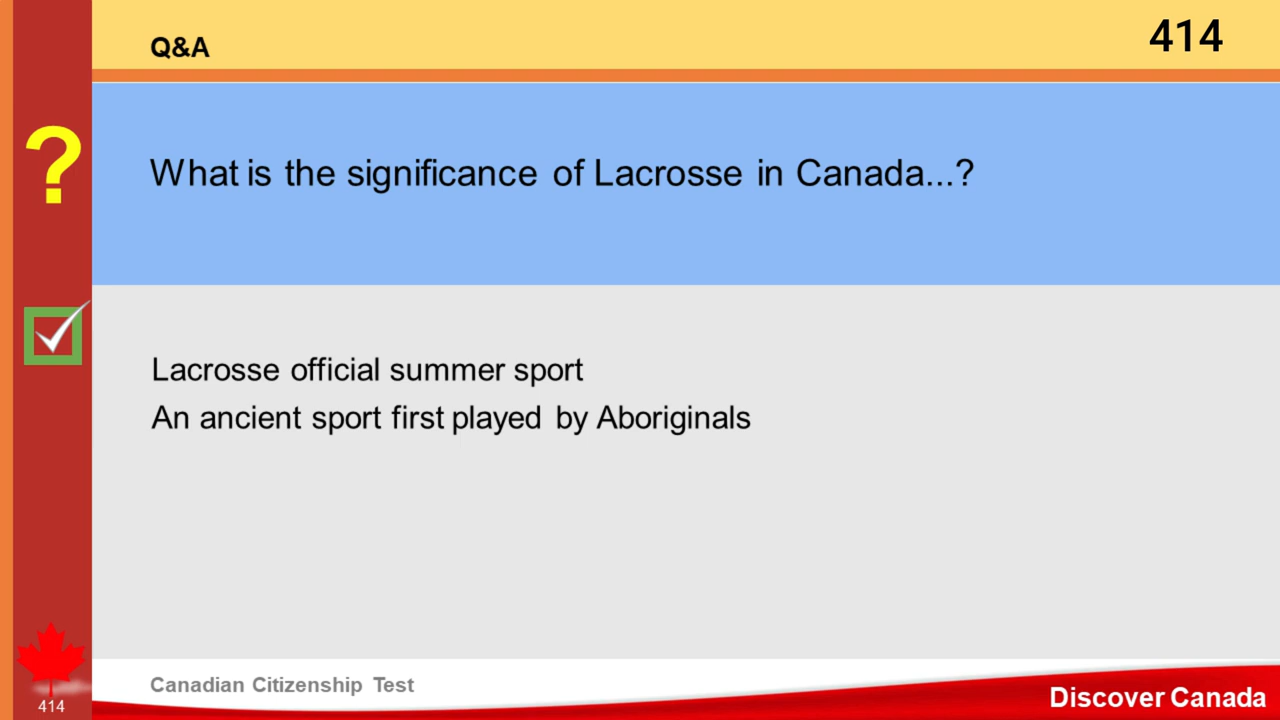 Q&A
414
?
What is the significance of Lacrosse in Canada...?
Lacrosse official summer sport
An ancient sport first played by Aboriginals
Canadian Citizenship Test
414
Discover Canada